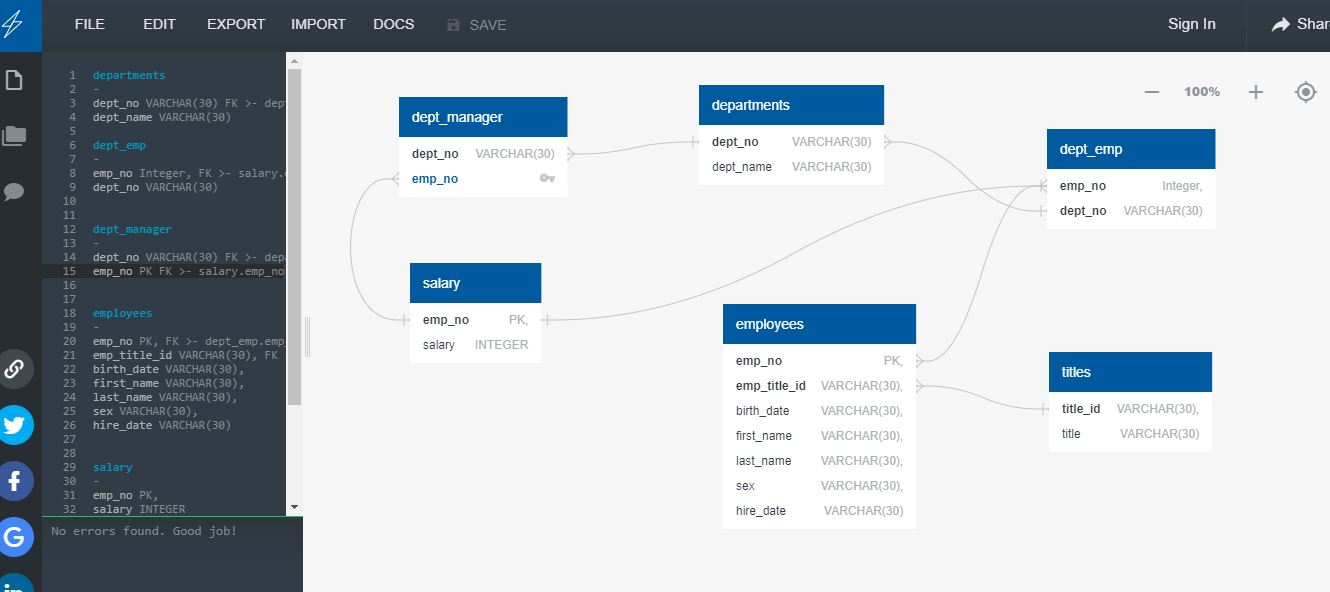 FILE EDIT EXPORT IMPORT DOCS SAVE Sign In Shar
1 departments
2 -
3 dept_no VARCHAR(30) FK >- dep
4 dept_name VARCHAR(30)
5
6 dept_emp
7 -
8 emp_no Integer, FK >- salary.
9 dept_no VARCHAR(30)
10
11
12 dept_manager
13 -
14 dept_no VARCHAR(30) FK >- depa
15 emp_no PK FK >- salary.emp_no
16
17
18 employees
19 -
20 emp_no PK, FK >- dept_emp.emp_
21 emp_title_id VARCHAR(30), FK
22 birth_date VARCHAR(30),
23 first_name VARCHAR(30),
24 last_name VARCHAR(30),
25 sex VARCHAR(30),
26 hire_date VARCHAR(30)
27
28
29 salary
30 -
31 emp_no PK,
32 salary INTEGER
No errors found. Good job!
100%
dept_manager
dept_no VARCHAR(30)
emp_no
departments
dept_no VARCHAR(30)
dept_name VARCHAR(30)
dept_emp
emp_no Integer,
dept_no VARCHAR(30)
salary
emp_no PK,
salary INTEGER
employees
emp_no PK,
emp_title_id VARCHAR(30),
birth_date VARCHAR(30),
first_name VARCHAR(30),
last_name VARCHAR(30),
sex VARCHAR(30),
hire_date VARCHAR(30)
titles
title_id VARCHAR(30),
title VARCHAR(30)